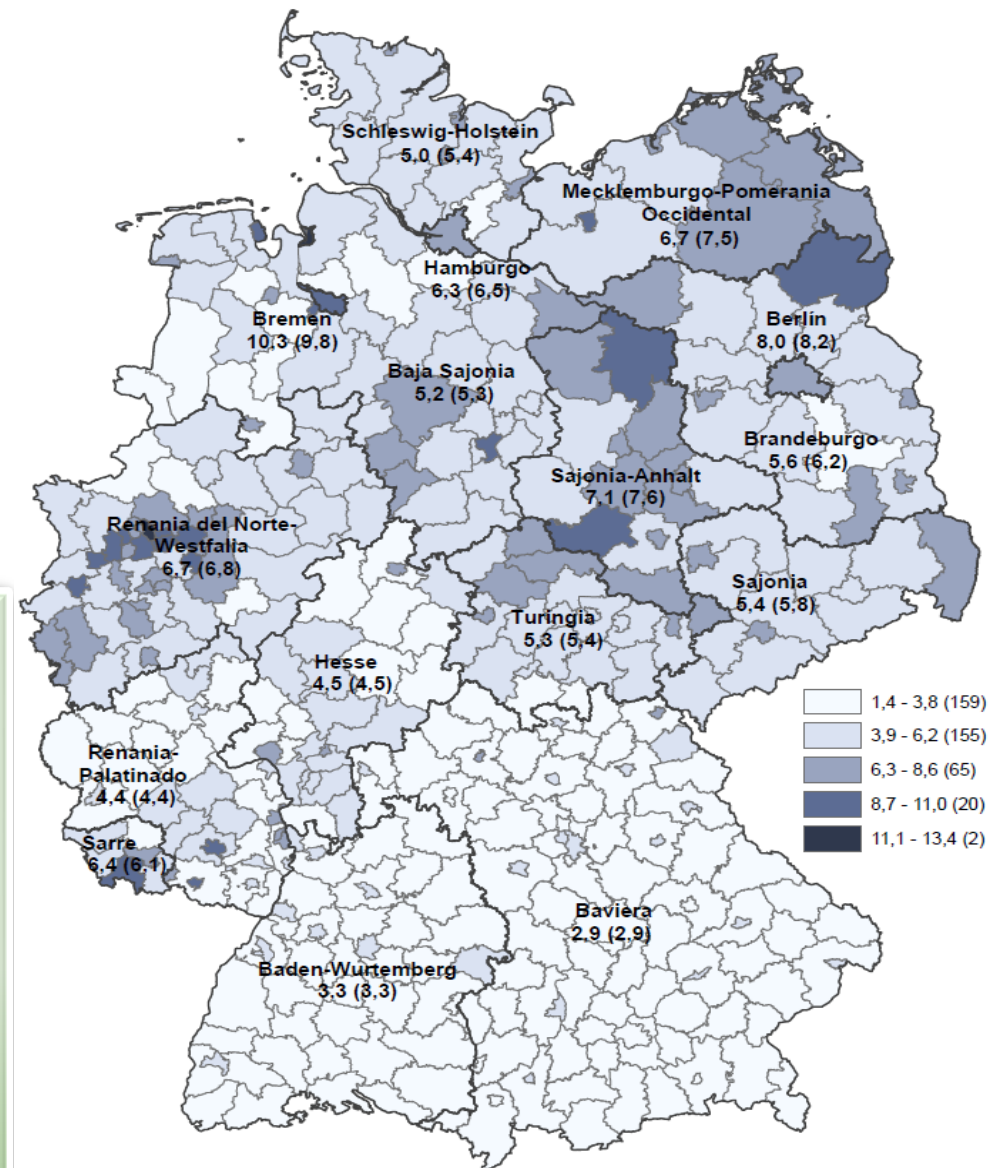 Schleswig-Holstein
5,0 (5,4)
Mecklemburgo-Pomerania
Occidental
6,7 (7,5)
Hamburgo
6,3 (6,5)
Bremen
10,3 (9,8)
Berlín
8,0 (8,2)
Baja Sajonia
5,2 (5,3)
Brandeburgo
5,6 (6,2)
Sajonia-Anhalt
7,1 (7,6)
Renania del Norte-
Westfalia
6,7 (6,8)
Sajonia
5,4 (5,8)
Turingia
5,3 (5,4)
Hesse
4,5 (4,5)
Renania-
Palatinado
4,4 (4,4)
Sarre
6,4 (6,1)
Baviera
2,9 (2,9)
Baden-Wurtemberg
3,3 (3,3)
1,4 - 3,8 (159)
3,9 - 6,2 (155)
6,3 - 8,6 (65)
8,7 - 11,0 (20)
11,1 - 13,4 (2)